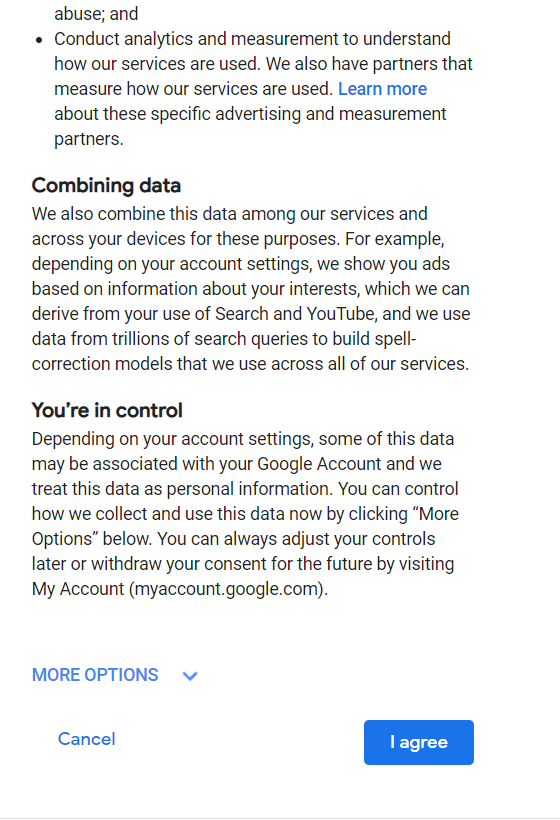 abuse; and
• Conduct analytics and measurement to understand
how our services are used. We also have partners that
measure how our services are used. Learn more
about these specific advertising and measurement
partners.
Combining data
We also combine this data among our services and
across your devices for these purposes. For example,
depending on your account settings, we show you ads
based on information about your interests, which we can
derive from your use of Search and YouTube, and we use
data from trillions of search queries to build spell-
correction models that we use across all of our services.
You’re in control
Depending on your account settings, some of this data
may be associated with your Google Account and we
treat this data as personal information. You can control
how we collect and use this data now by clicking “More
Options” below. You can always adjust your controls
later or withdraw your consent for the future by visiting
My Account (myaccount.google.com).
MORE OPTIONS
Cancel
I agree